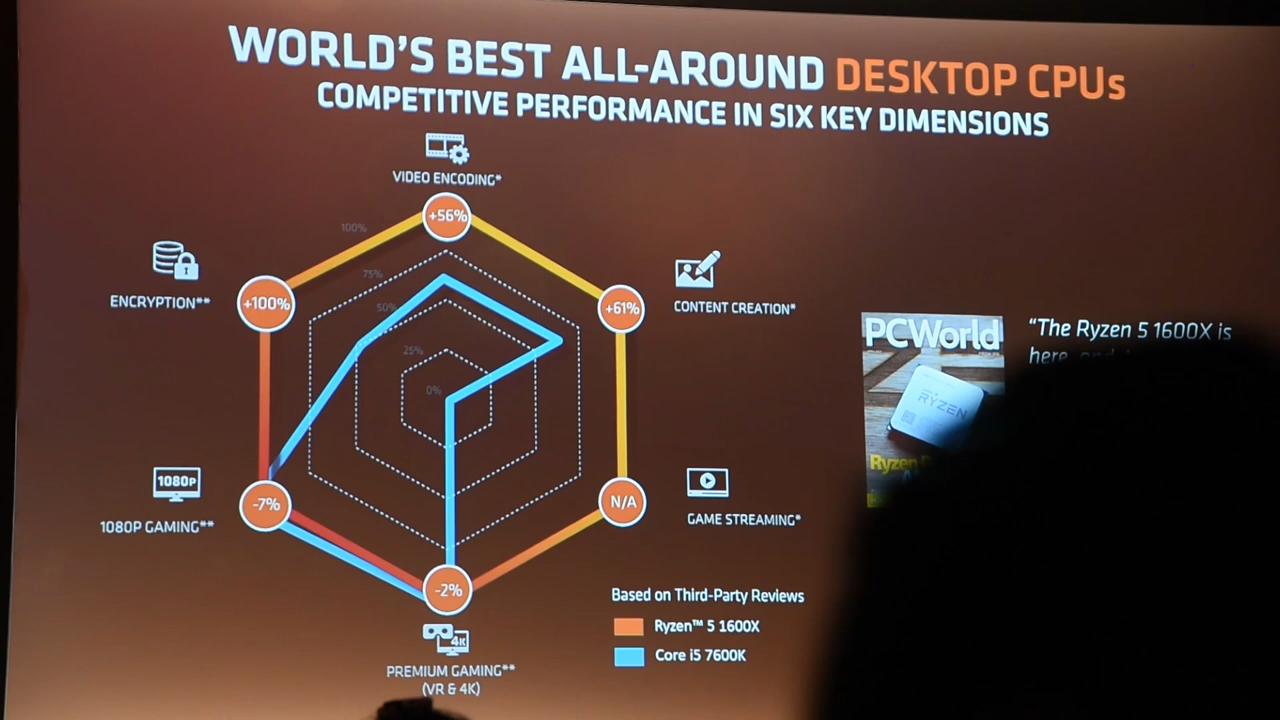 WORLD'S BEST ALL-AROUND DESKTOP CPUs
COMPETITIVE PERFORMANCE IN SIX KEY DIMENSIONS
VIDEO ENCODING*
+56%
100%
75%
50%
25%
0%
ENCRYPTION**
+100%
CONTENT CREATION*
+61%
1080P
1080P GAMING**
-7%
GAME STREAMING*
N/A
-2%
4K
PREMIUM GAMING**
(VR & 4K)
Based on Third-Party Reviews
Ryzen™ 5 1600X
Core i5 7600K
PCWorld
RYZEN
Ryzen
"The Ryzen 5 1600X is
here,